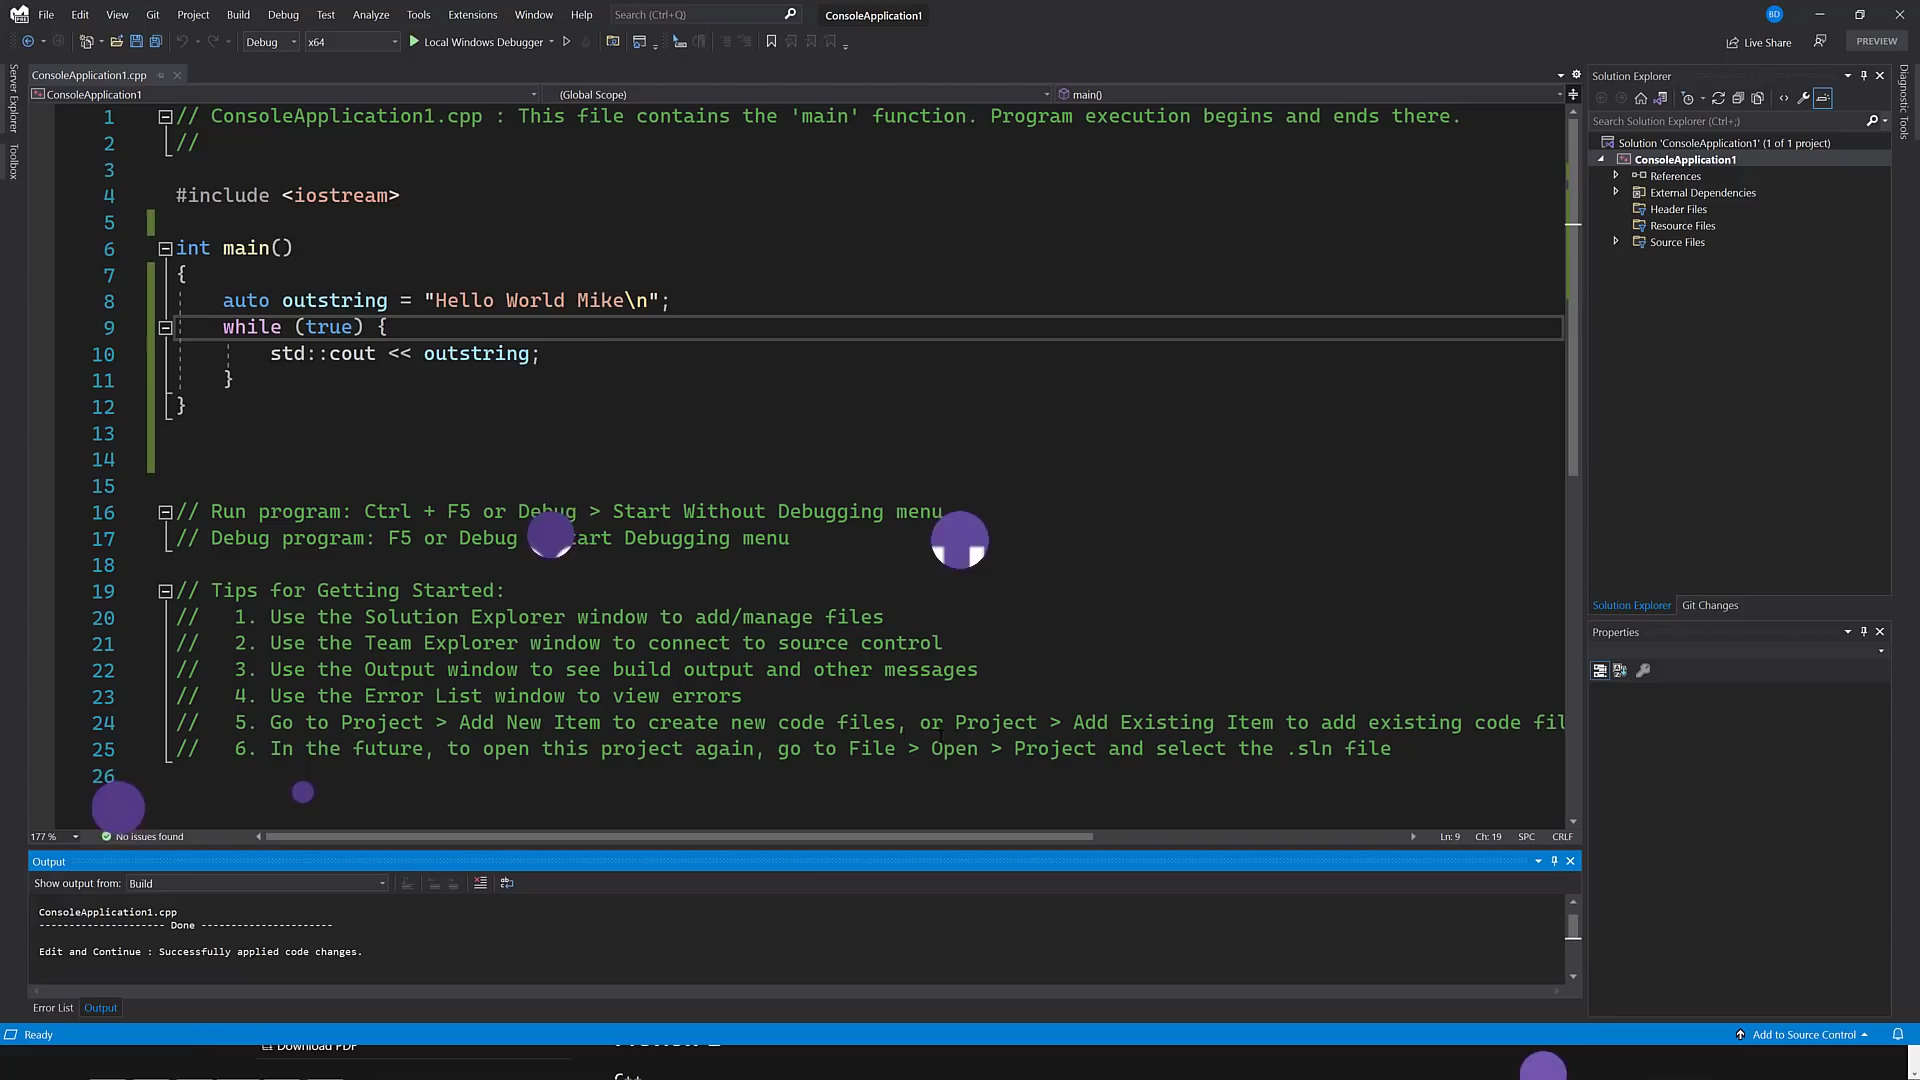 File Edit View Git Project Build Debug Test Analyze Tools Extensions Window Help Search (Ctrl+Q) ConsoleApplication1 BD
Debug x64 Local Windows Debugger Live Share PREVIEW
Server Explorer
Toolbox
ConsoleApplication1.cpp
ConsoleApplication1 (Global Scope) main()
1 // ConsoleApplication1.cpp : This file contains the 'main' function. Program execution begins and ends there.
2 //
3
4 #include <iostream>
5
6 int main()
7 {
8 auto outstring = "Hello World Mike\n";
9 while (true) {
10 std::cout << outstring;
11 }
12 }
13
14
15
16 // Run program: Ctrl + F5 or Debug > Start Without Debugging menu
17 // Debug program: F5 or Debug tart Debugging menu
18
19 // Tips for Getting Started:
20 // 1. Use the Solution Explorer window to add/manage files
21 // 2. Use the Team Explorer window to connect to source control
22 // 3. Use the Output window to see build output and other messages
23 // 4. Use the Error List window to view errors
24 // 5. Go to Project > Add New Item to create new code files, or Project > Add Existing Item to add existing code fil
25 // 6. In the future, to open this project again, go to File > Open > Project and select the .sln file
26
177 % No issues found Ln: 9 Ch: 19 SPC CRLF
Output
Show output from: Build
ConsoleApplication1.cpp
--------------------- Done ----------------------
Edit and Continue : Successfully applied code changes.
Error List Output
Solution Explorer
Search Solution Explorer (Ctrl+;)
Solution 'ConsoleApplication1' (1 of 1 project)
ConsoleApplication1
References
External Dependencies
Header Files
Resource Files
Source Files
Solution Explorer Git Changes
Properties
Diagnostic Tools
Ready Add to Source Control
Download PDF